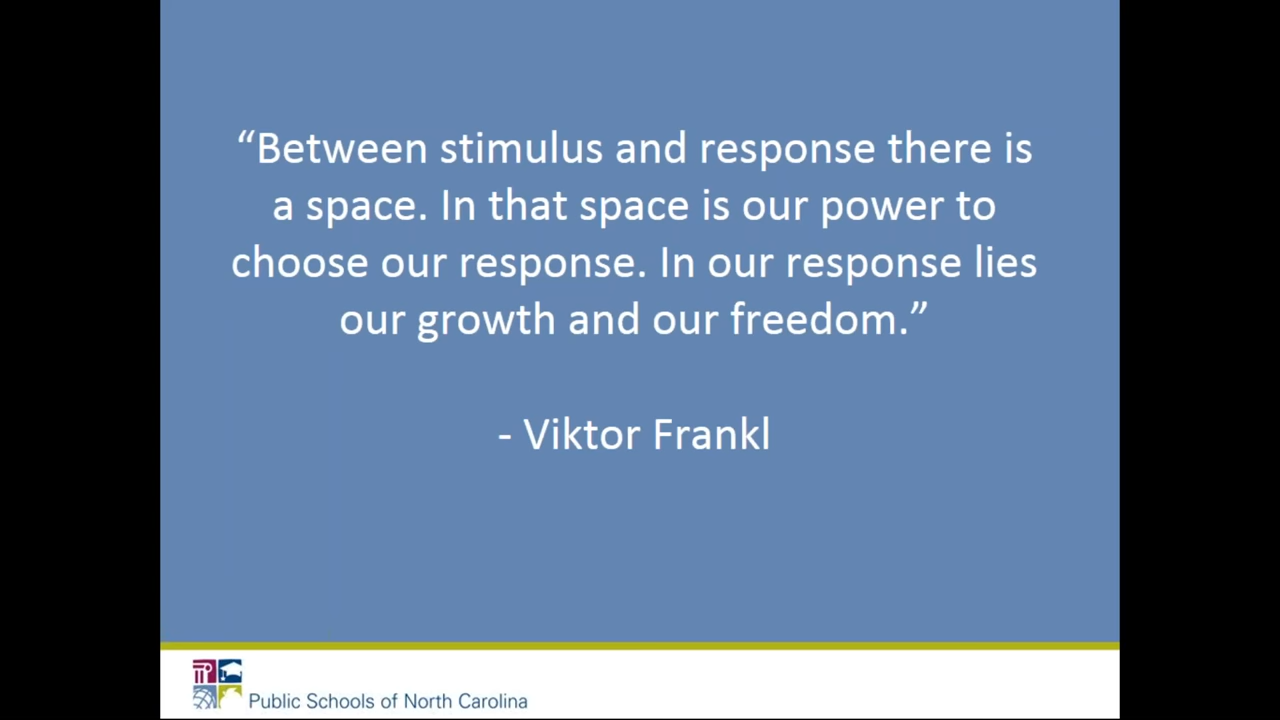 “Between stimulus and response there is
a space. In that space is our power to
choose our response. In our response lies
our growth and our freedom.”
- Viktor Frankl
Public Schools of North Carolina